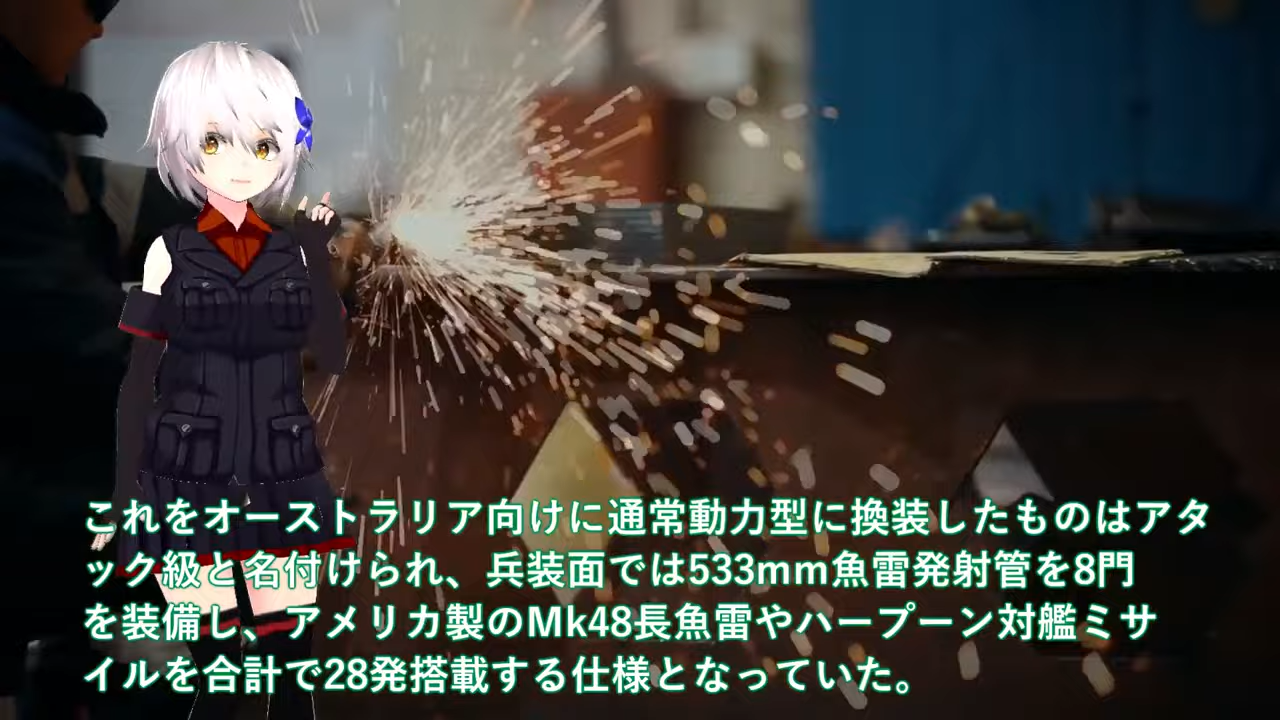 これをオーストラリア向けに通常動力型に換装したものはアタ
ック級と名付けられ、兵装面では533mm魚雷発射管を8門
を装備し、アメリカ製のMk48長魚雷やハープーン対艦ミサ
イルを合計で28発搭載する仕様となっていた。